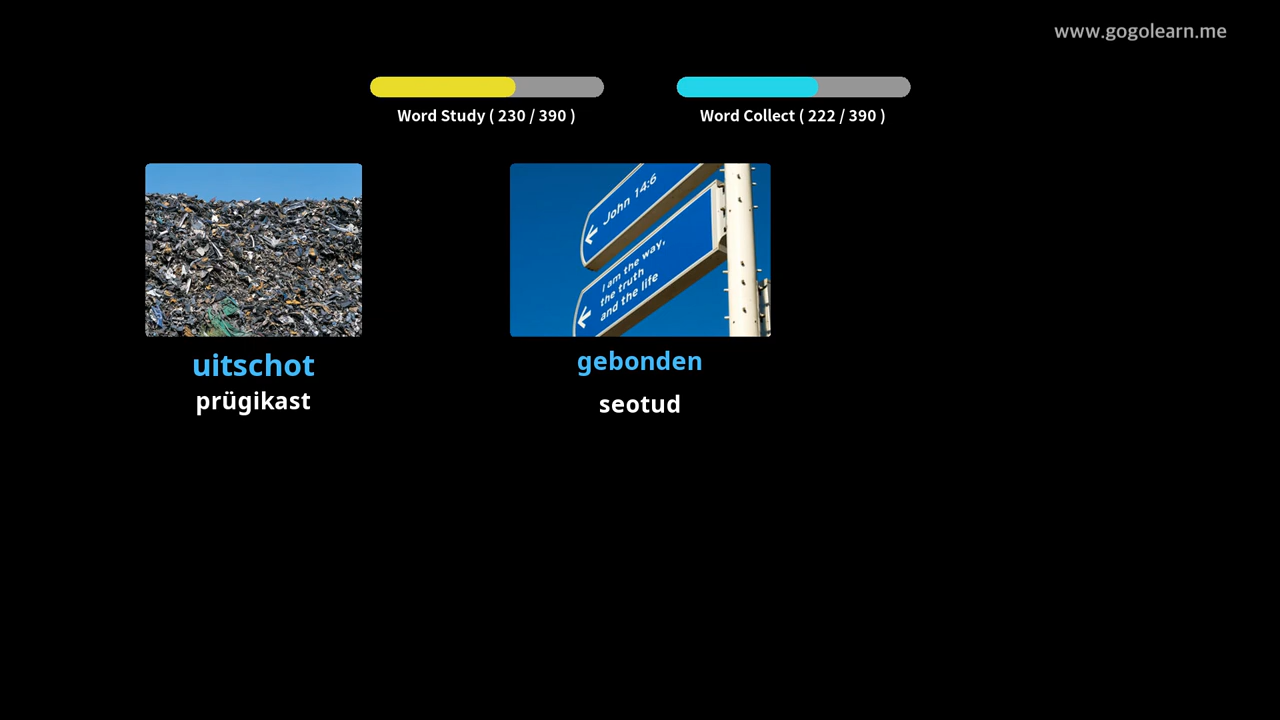 www.gogolearn.me
Word Study ( 230 / 390 )
Word Collect ( 222 / 390 )
John 14:6
I am the way,
the truth
and the life
uitschot
prügikast
gebonden
seotud